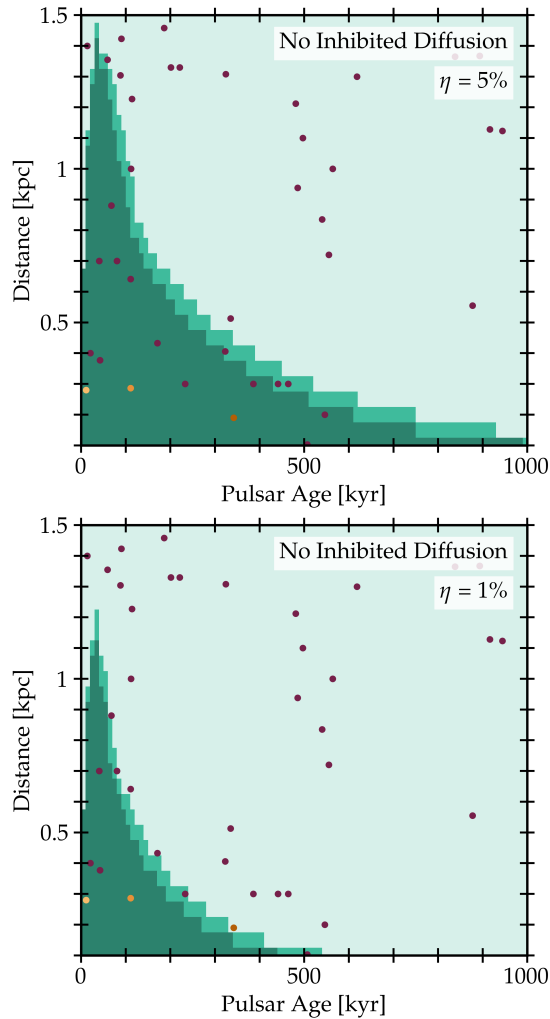 1.5
No Inhibited Diffusion
η = 5%
1
Distance [kpc]
0.5
0
500
1000
Pulsar Age [kyr]
1.5
No Inhibited Diffusion
η = 1%
1
Distance [kpc]
0.5
0
500
1000
Pulsar Age [kyr]